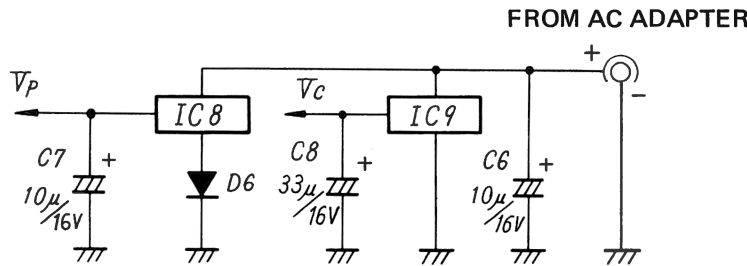 FROM AC ADAPTER
+
−
VP
IC8
VC
IC9
C7
+
10μ
/16V
D6
C8
+
33μ
/16V
C6
+
10μ
/16V